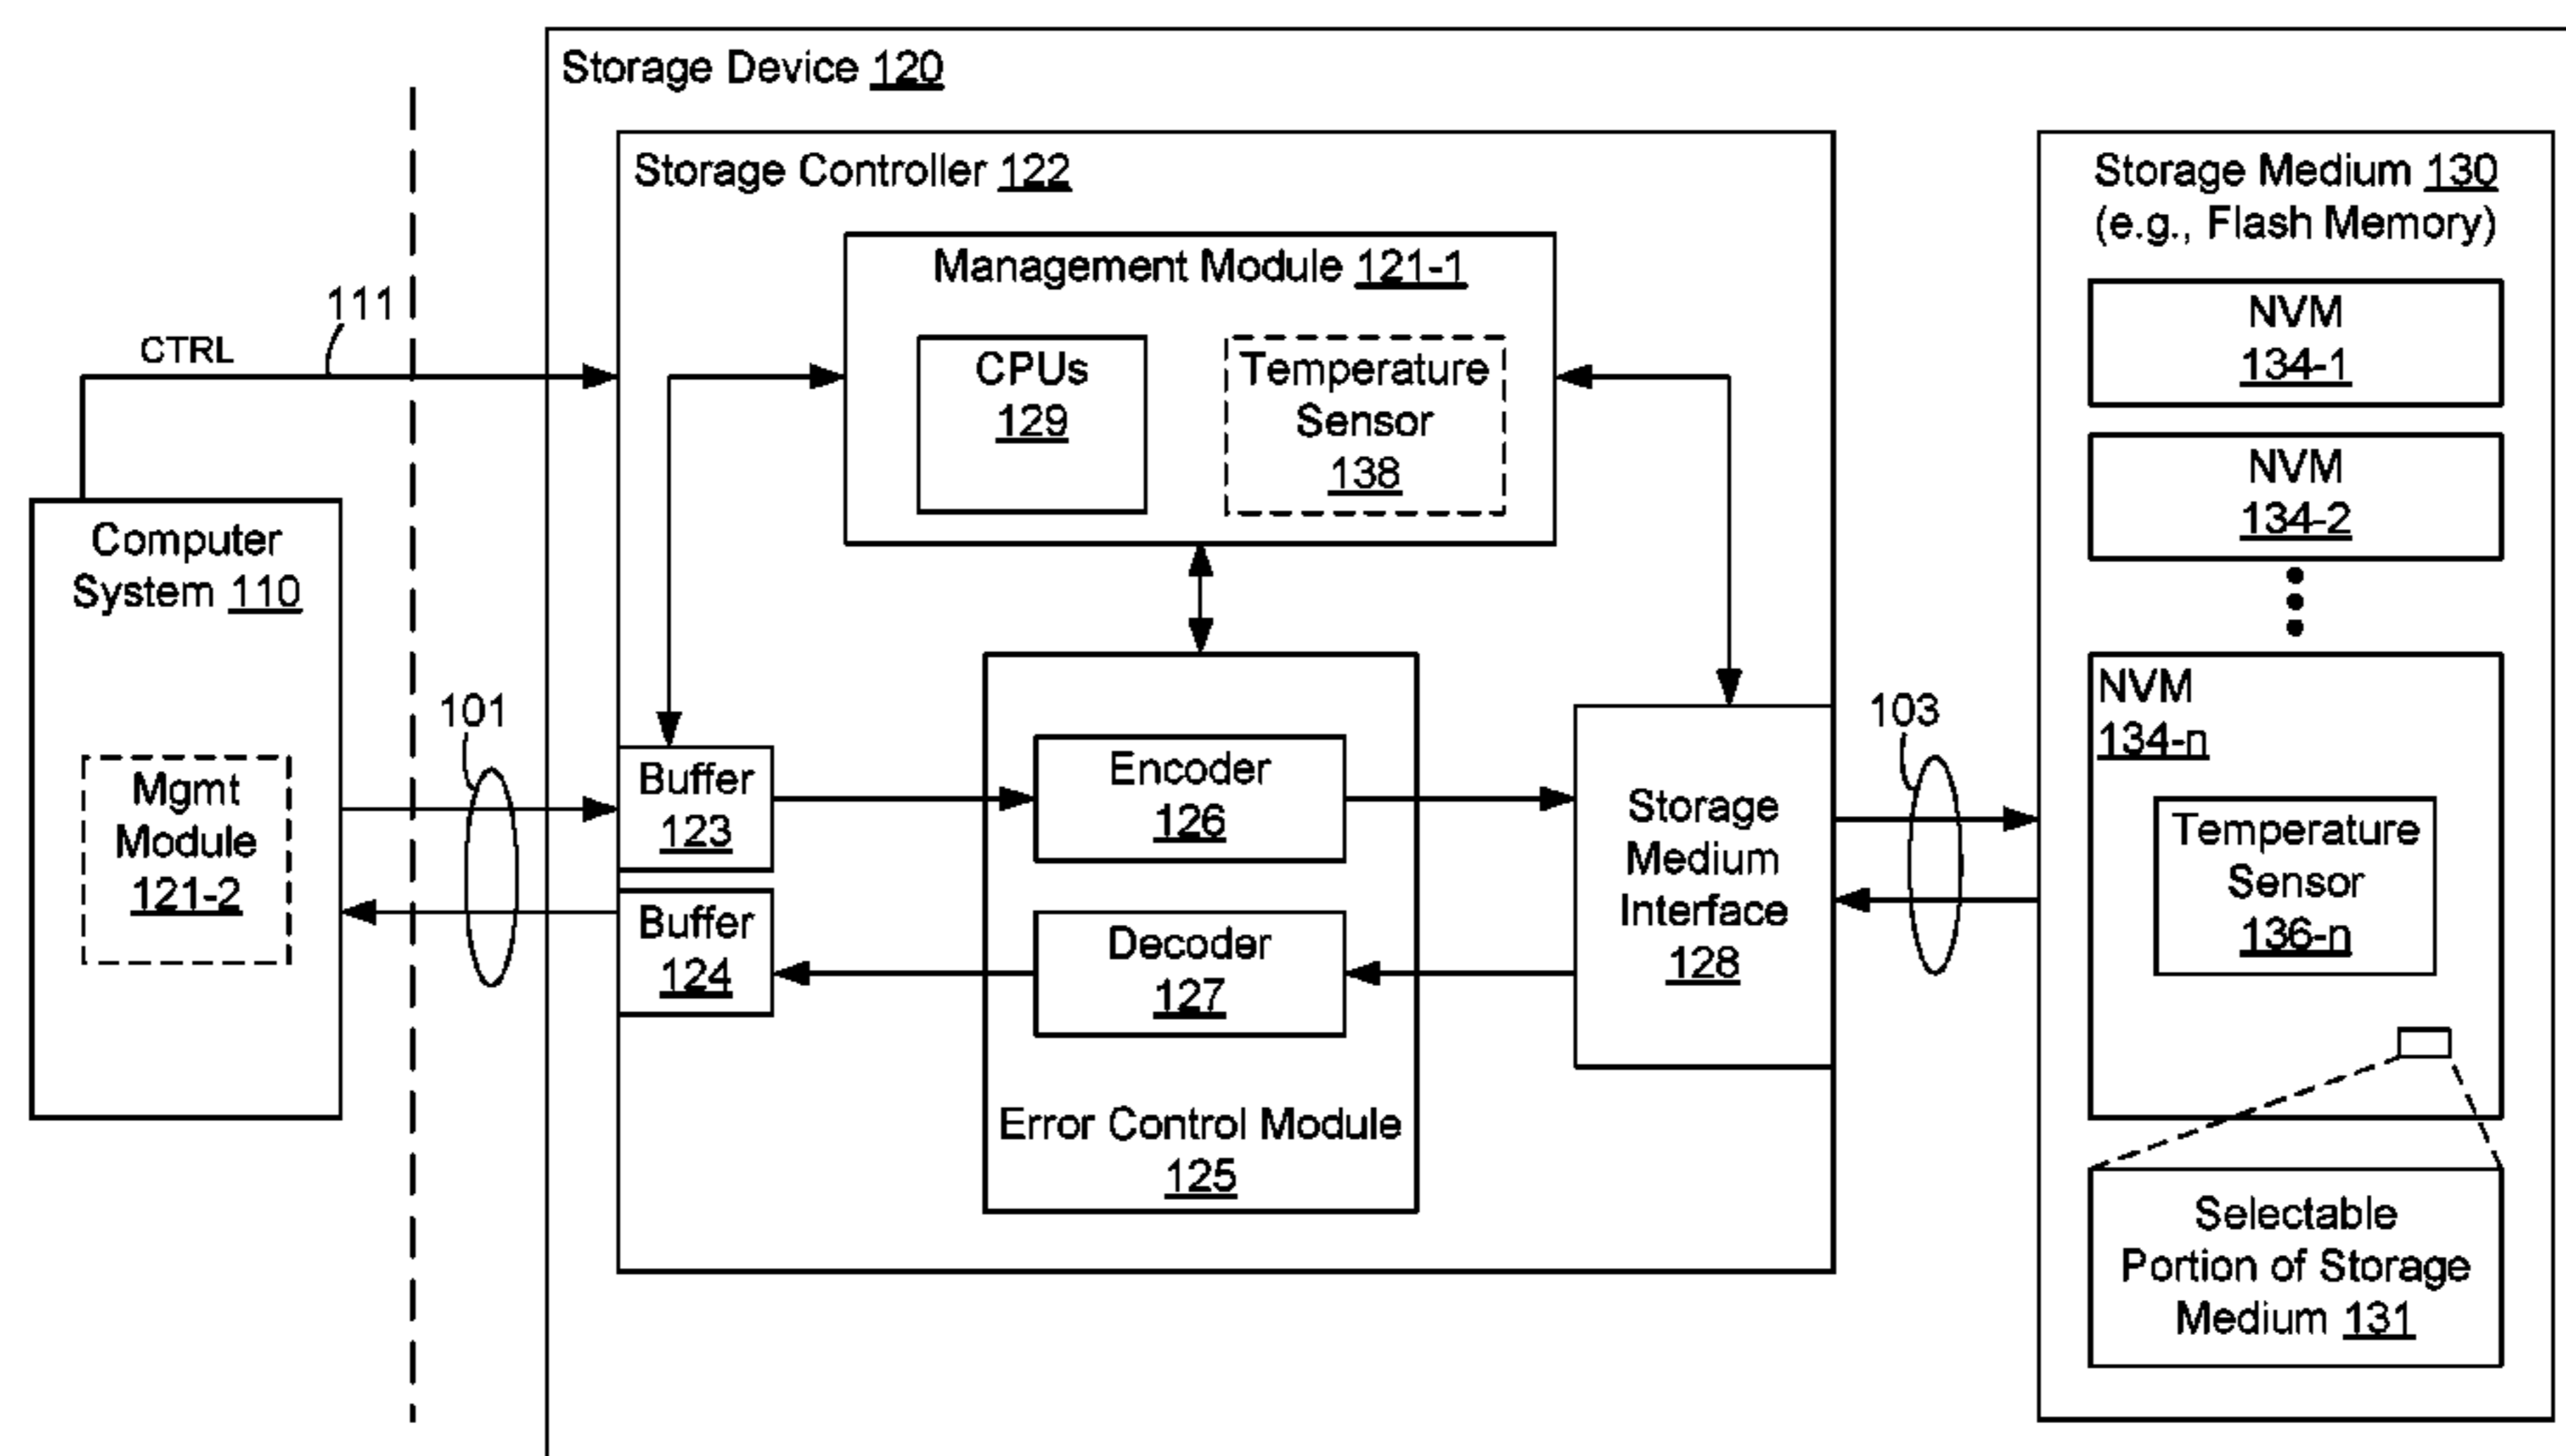 Storage Device 120
Storage Controller 122
Management Module 121-1
CPUs
129
Temperature
Sensor
138
111
CTRL
Computer
System 110
Mgmt
Module
121-2
101
Buffer
123
Buffer
124
Encoder
126
Decoder
127
Error Control Module
125
Storage
Medium
Interface
128
103
Storage Medium 130
(e.g., Flash Memory)
NVM
134-1
NVM
134-2
NVM
134-n
Temperature
Sensor
136-n
Selectable
Portion of Storage
Medium 131